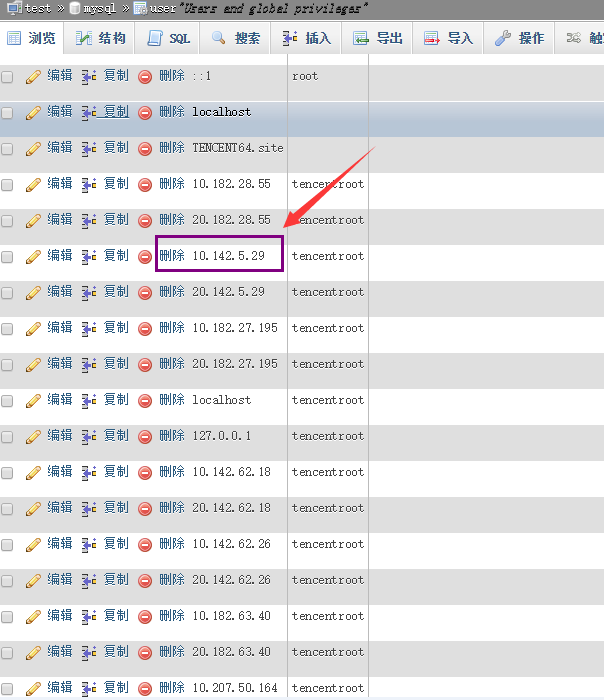 test » mysql » user "Users and global privileges"
浏览 结构 SQL 搜索 插入 导出 导入 操作
编辑 复制 删除 ::1 root
编辑 复制 删除 localhost
编辑 复制 删除 TENCENT64.site
编辑 复制 删除 10.182.28.55 tencentroot
编辑 复制 删除 20.182.28.55 tencentroot
编辑 复制 删除 10.142.5.29 tencentroot
编辑 复制 删除 20.142.5.29 tencentroot
编辑 复制 删除 10.182.27.195 tencentroot
编辑 复制 删除 20.182.27.195 tencentroot
编辑 复制 删除 localhost tencentroot
编辑 复制 删除 127.0.0.1 tencentroot
编辑 复制 删除 10.142.62.18 tencentroot
编辑 复制 删除 20.142.62.18 tencentroot
编辑 复制 删除 10.142.62.26 tencentroot
编辑 复制 删除 20.142.62.26 tencentroot
编辑 复制 删除 10.182.63.40 tencentroot
编辑 复制 删除 20.182.63.40 tencentroot
编辑 复制 删除 10.207.50.164 tencentroot